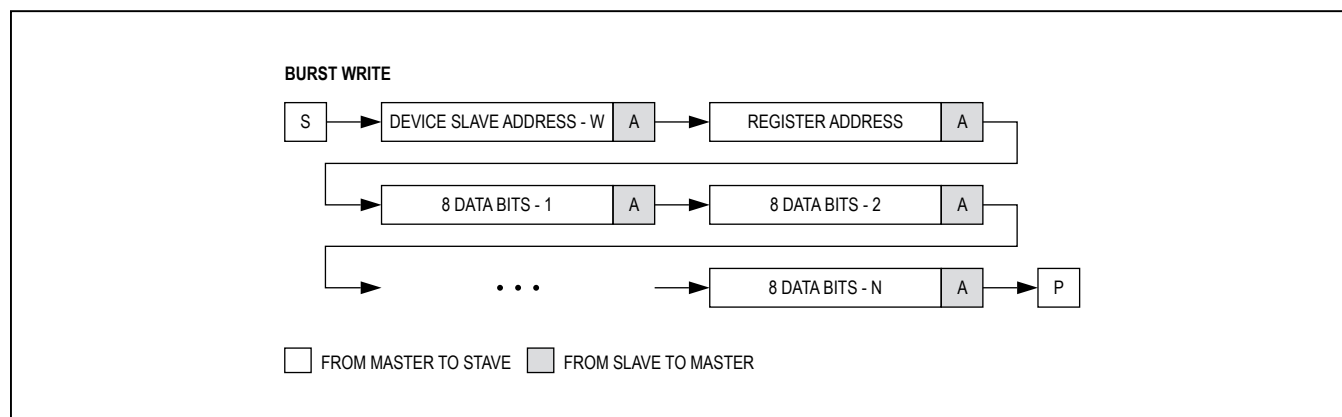 BURST WRITE
S DEVICE SLAVE ADDRESS - W A REGISTER ADDRESS A
8 DATA BITS - 1 A 8 DATA BITS - 2 A
• • • 8 DATA BITS - N A P
FROM MASTER TO STAVE FROM SLAVE TO MASTER